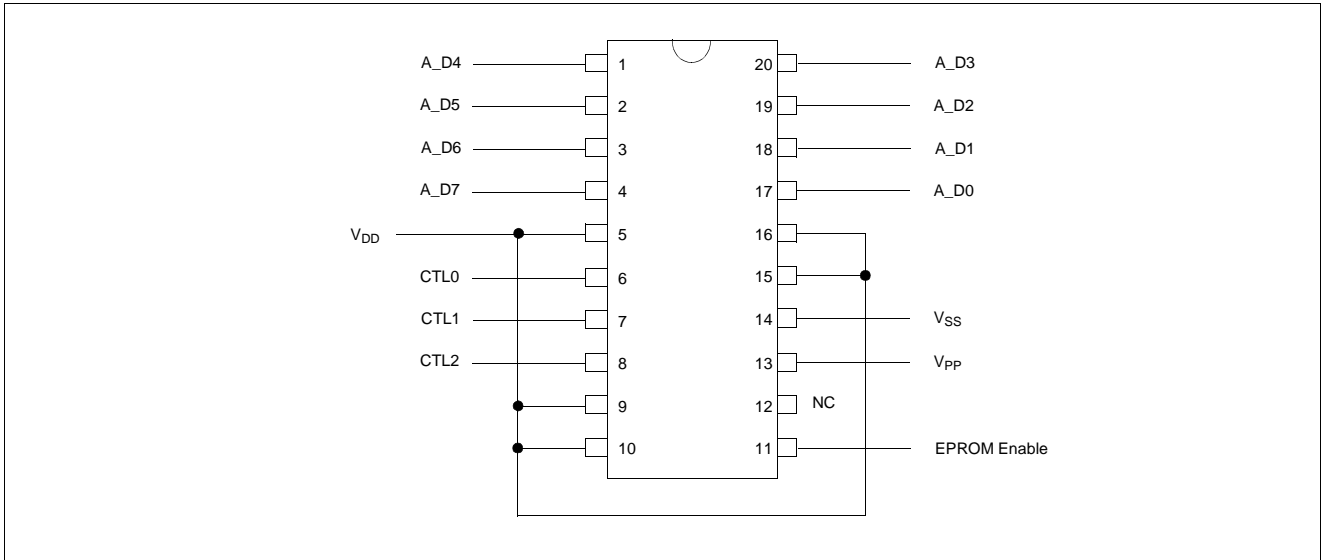 A_D4 1 20 A_D3
A_D5 2 19 A_D2
A_D6 3 18 A_D1
A_D7 4 17 A_D0
VDD 5 16
CTL0 6 15
CTL1 7 14 VSS
CTL2 8 13 VPP
9 12 NC
10 11 EPROM Enable